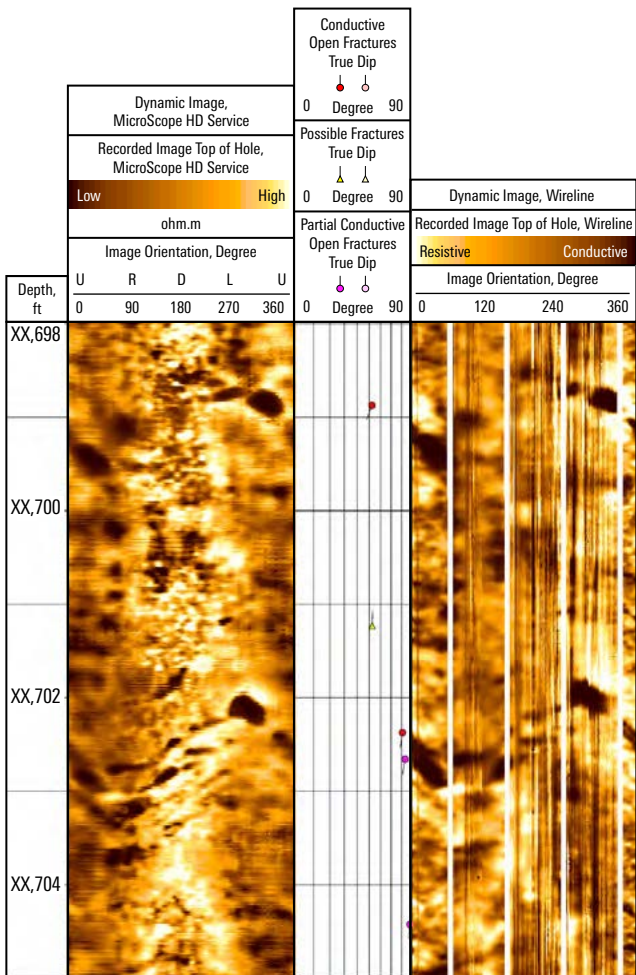 Conductive
Open Fractures
True Dip
0 Degree 90
Possible Fractures
True Dip
0 Degree 90
Partial Conductive
Open Fractures
True Dip
0 Degree 90
Dynamic Image,
MicroScope HD Service
Recorded Image Top of Hole,
MicroScope HD Service
Low High
ohm.m
Image Orientation, Degree
U R D L U
0 90 180 270 360
Dynamic Image, Wireline
Recorded Image Top of Hole, Wireline
Resistive Conductive
Image Orientation, Degree
0 120 240 360
Depth,
ft
XX,698
XX,700
XX,702
XX,704